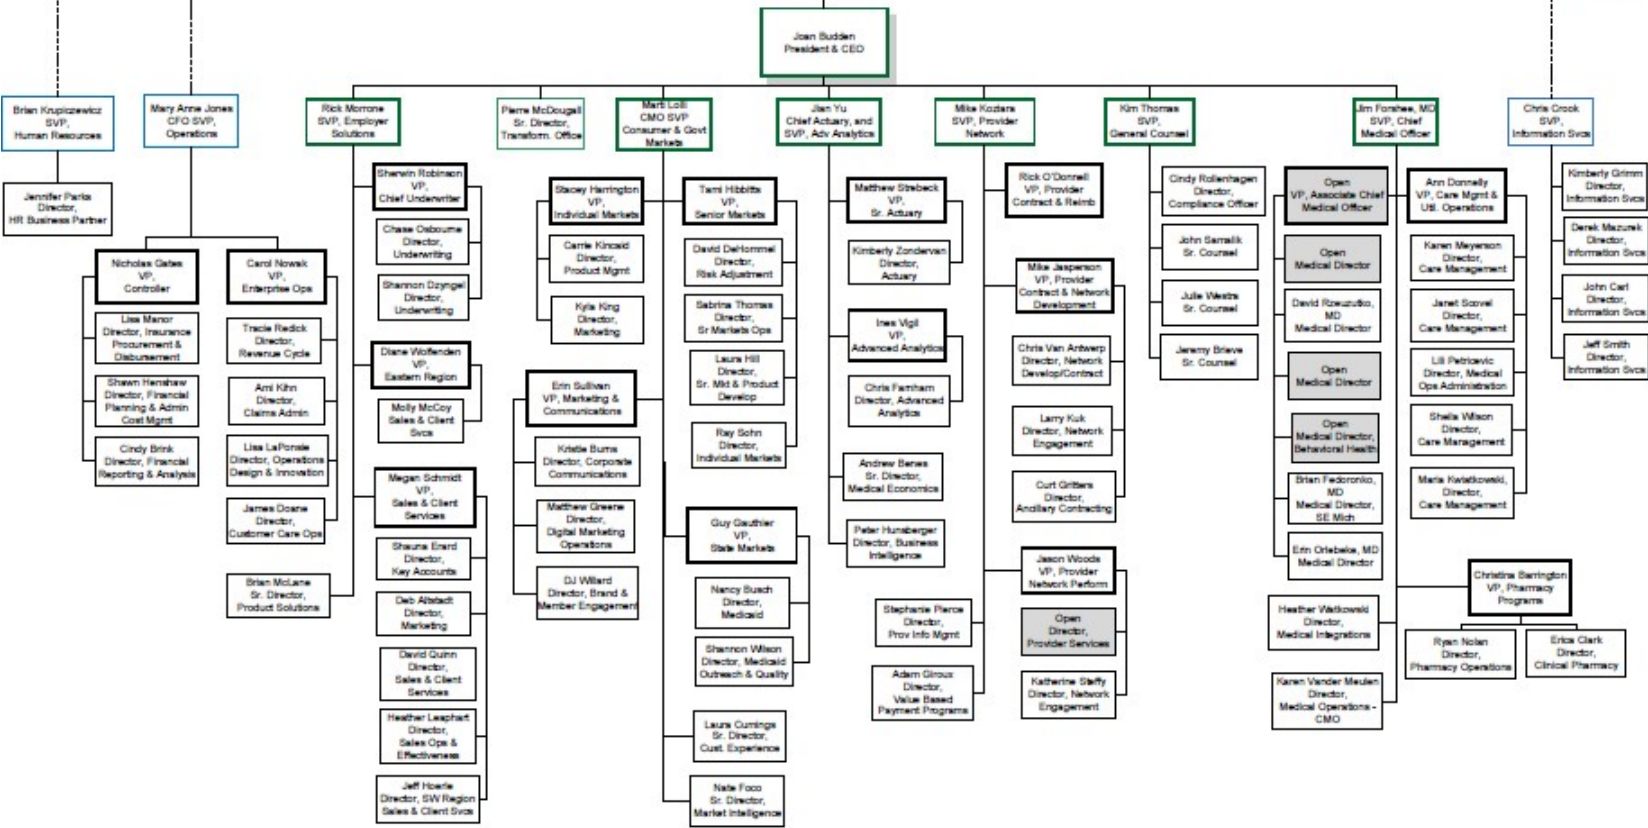 Joan Budden
President & CEO
Brian Krupiczewicz
SVP,
Human Resources
Mary Anne Jones
CFO SVP,
Operations
Rick Morrone
SVP, Employer
Solutions
Pierre McDougall
Sr. Director,
Transform. Office
Marti Lolli
CMO SVP
Consumer & Govt
Markets
Jian Yu
Chief Actuary, and
SVP, Adv Analytics
Mike Koziara
SVP, Provider
Network
Kim Thomas
SVP,
General Counsel
Jim Forshee, MD
SVP, Chief
Medical Officer
Chris Crook
SVP,
Information Svcs
Jennifer Parks
Director,
HR Business Partner
Nicholas Gates
VP,
Controller
Lisa Manor
Director, Insurance
Procurement &
Disbursement
Shawn Henshaw
Director, Financial
Planning & Admin
Cost Mgmt
Cindy Brink
Director, Financial
Reporting & Analysis
Carol Nowak
VP,
Enterprise Ops
Tracie Redick
Director,
Revenue Cycle
Ami Kihn
Director,
Claims Admin
Lisa LaPonsie
Director, Operations
Design & Innovation
James Doane
Director,
Customer Care Ops
Brian McLane
Sr. Director,
Product Solutions
Sherwin Robinson
VP,
Chief Underwriter
Chase Osbourne
Director,
Underwriting
Shannon Dzyngel
Director,
Underwriting
Diane Wolfenden
VP,
Eastern Region
Molly McCoy
Sales & Client
Svcs
Megan Schmidt
VP,
Sales & Client
Services
Shauna Erard
Director,
Key Accounts
Deb Altstadt
Director,
Marketing
David Quinn
Director,
Sales & Client
Services
Heather Leaphart
Director,
Sales Ops &
Effectiveness
Jeff Hoerle
Director, SW Region
Sales & Client Svcs
Stacey Harrington
VP,
Individual Markets
Carrie Kincaid
Director,
Product Mgmt
Kyle King
Director,
Marketing
Erin Sullivan
VP, Marketing &
Communications
Kristie Burns
Director, Corporate
Communications
Matthew Greene
Director,
Digital Marketing
Operations
DJ Willard
Director, Brand &
Member Engagement
Tami Hibbitts
VP,
Senior Markets
David DeHommel
Director,
Risk Adjustment
Sabrina Thomas
Director,
Sr Markets Ops
Laura Hill
Director,
Sr. Mkt & Product
Develop
Ray Sohn
Director,
Individual Markets
Guy Gauthier
VP,
State Markets
Nancy Busch
Director,
Medicaid
Shannon Wilson
Director, Medicaid
Outreach & Quality
Laura Cumings
Sr. Director,
Cust. Experience
Nate Foco
Sr. Director,
Market Intelligence
Matthew Strebeck
VP,
Sr. Actuary
Kimberly Zondervan
Director,
Actuary
Ines Vigil
VP,
Advanced Analytics
Chris Farnham
Director, Advanced
Analytics
Andrew Benes
Sr. Director,
Medical Economics
Peter Hunsberger
Director, Business
Intelligence
Rick O'Donnell
VP, Provider
Contract & Reimb
Mike Jasperson
VP, Provider
Contract & Network
Development
Chris Van Antwerp
Director, Network
Develop/Contract
Larry Kuk
Director, Network
Engagement
Curt Gritters
Director,
Ancillary Contracting
Jason Woods
VP, Provider
Network Perform
Open
Director,
Provider Services
Katherine Steffy
Director, Network
Engagement
Stephanie Pierce
Director,
Prov Info Mgmt
Adam Giroux
Director,
Value Based
Payment Programs
Cindy Rollenhagen
Director,
Compliance Officer
John Samalik
Sr. Counsel
Julie Westra
Sr. Counsel
Jeremy Brieve
Sr. Counsel
Open
VP, Associate Chief
Medical Officer
Open
Medical Director
David Rzeuzutko,
MD
Medical Director
Open
Medical Director
Open
Medical Director,
Behavioral Health
Brian Fedoronko,
MD
Medical Director,
SE Mich
Erin Orlebeke, MD
Medical Director
Heather Watkowski
Director,
Medical Integrations
Karen Vander Meulen
Director,
Medical Operations -
CMO
Ann Donnelly
VP, Care Mgmt &
Util. Operations
Karen Meyerson
Director,
Care Management
Janet Scovel
Director,
Care Management
Lili Petricevic
Director, Medical
Ops Administration
Sheila Wilson
Director,
Care Management
Maria Kwiatkowski,
Director,
Care Management
Christina Barrington
VP, Pharmacy
Programs
Ryan Nolan
Director,
Pharmacy Operations
Erica Clark
Director,
Clinical Pharmacy
Kimberly Grimm
Director,
Information Svcs
Derek Mazurek
Director,
Information Svcs
John Carl
Director,
Information Svcs
Jeff Smith
Director,
Information Svcs